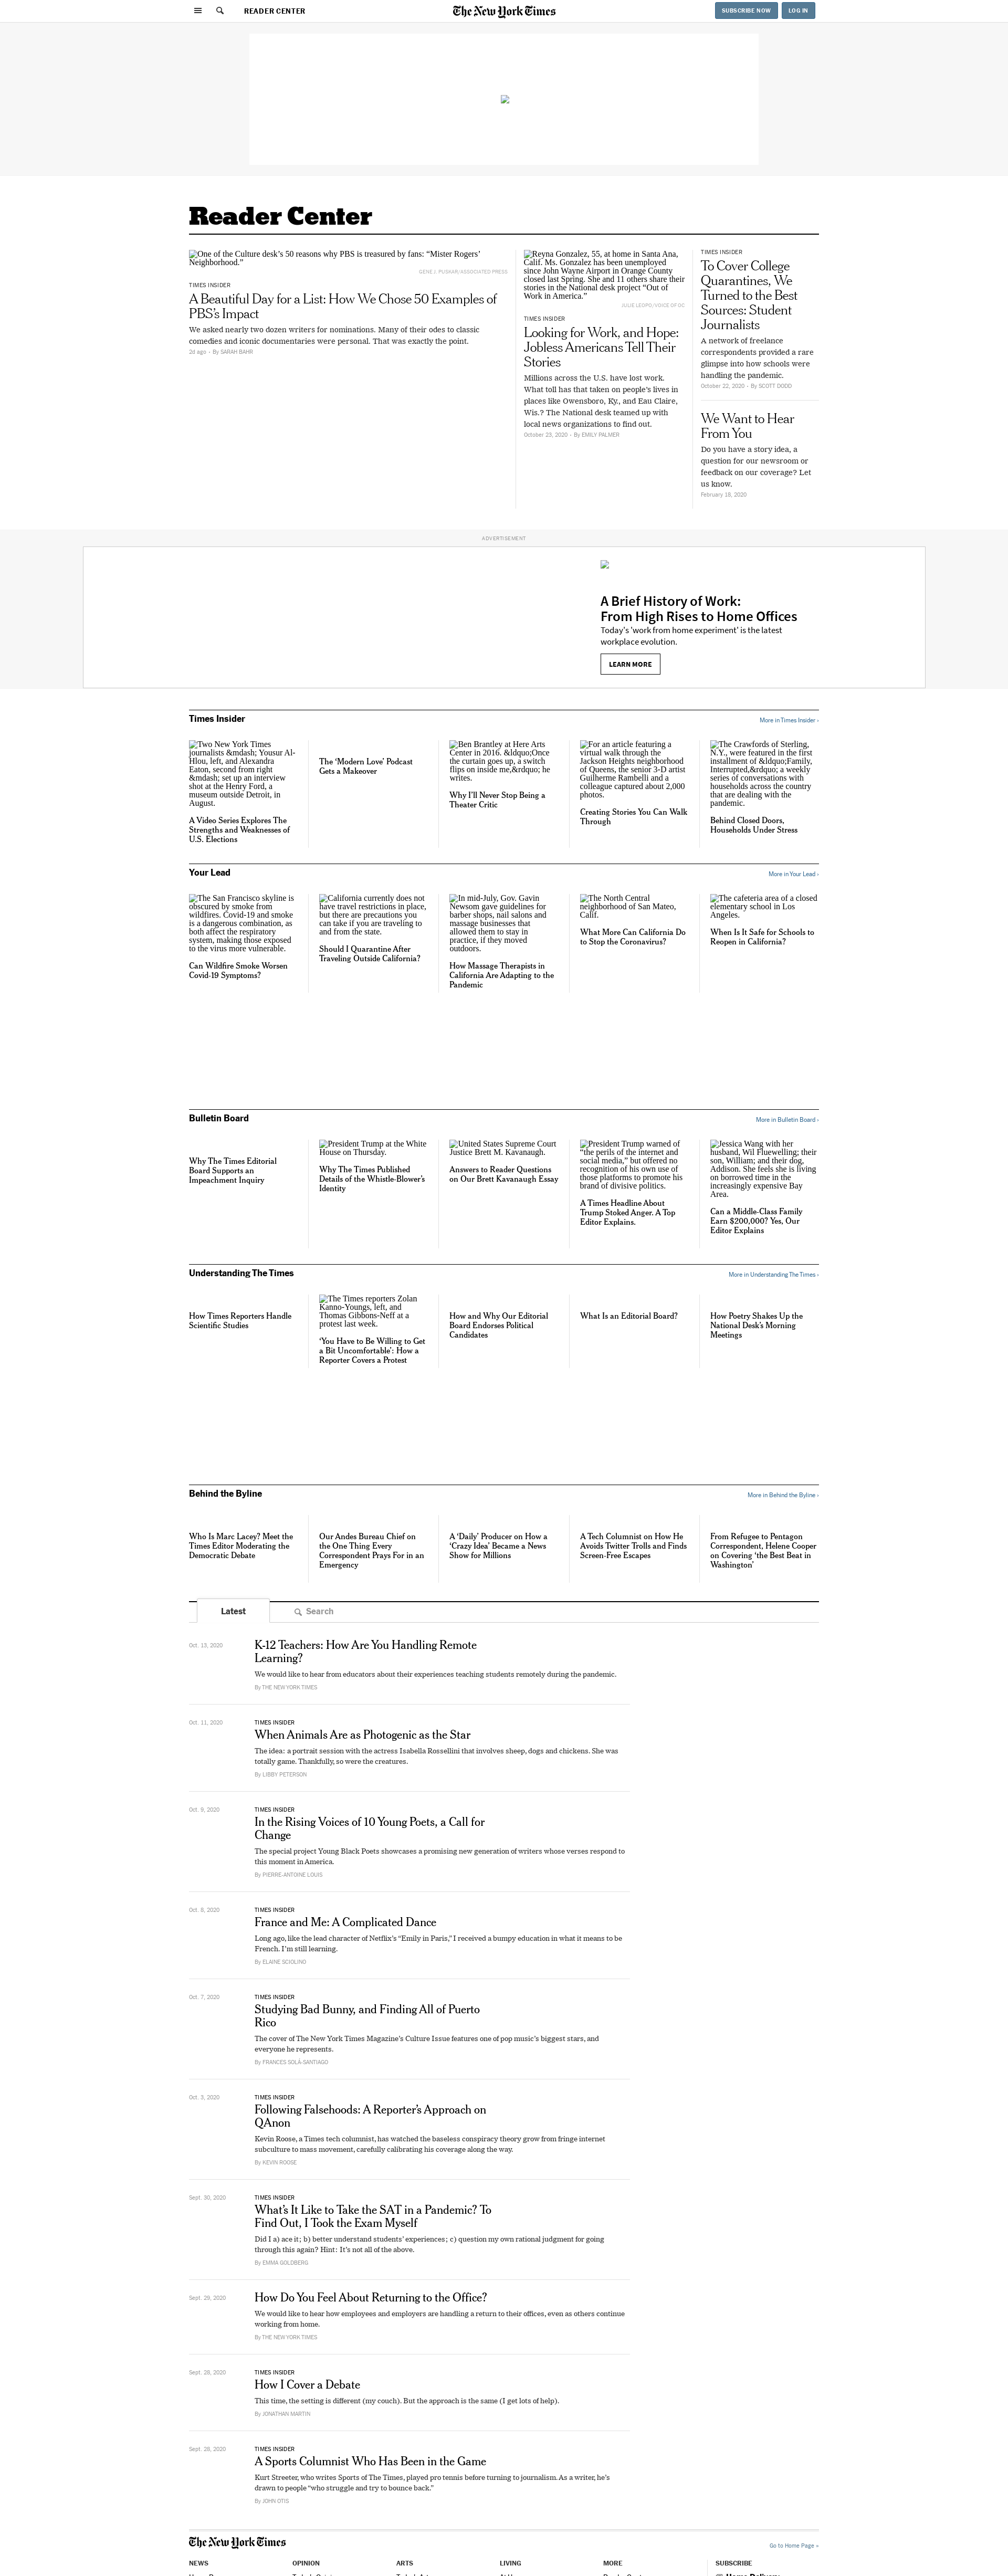 READER CENTER
The New York Times
SUBSCRIBE NOW
LOG IN
Reader Center
One of the Culture desk's 50 reasons why PBS is treasured by fans: “Mister Rogers’
Neighborhood.”
GENE J. PUSKAR/ASSOCIATED PRESS
TIMES INSIDER
A Beautiful Day for a List: How We Chose 50 Examples of
PBS’s Impact
We asked nearly two dozen writers for nominations. Many of their odes to classic
comedies and iconic documentaries were personal. That was exactly the point.
2d ago • By SARAH BAHR
Reyna Gonzalez, 55, at home in Santa Ana,
Calif. Ms. Gonzalez has been unemployed
since John Wayne Airport in Orange County
closed last Spring. She and 11 others share their
stories in the National desk project “Out of
Work in America.”
JULIE LEOPO/VOICE OF OC
TIMES INSIDER
Looking for Work, and Hope:
Jobless Americans Tell Their
Stories
Millions across the U.S. have lost work.
What toll has that taken on people’s lives in
places like Owensboro, Ky., and Eau Claire,
Wis.? The National desk teamed up with
local news organizations to find out.
October 23, 2020 • By EMILY PALMER
TIMES INSIDER
To Cover College
Quarantines, We
Turned to the Best
Sources: Student
Journalists
A network of freelance
correspondents provided a rare
glimpse into how schools were
handling the pandemic.
October 22, 2020 • By SCOTT DODD
We Want to Hear
From You
Do you have a story idea, a
question for our newsroom or
feedback on our coverage? Let
us know.
February 18, 2020
ADVERTISEMENT
A Brief History of Work:
From High Rises to Home Offices
Today's 'work from home experiment' is the latest
workplace evolution.
LEARN MORE
Times Insider
More in Times Insider ›
Two New York Times
journalists &mdash; Yousur Al-
Hlou, left, and Alexandra
Eaton, second from right
&mdash; set up an interview
shot at the Henry Ford, a
museum outside Detroit, in
August.
A Video Series Explores The
Strengths and Weaknesses of
U.S. Elections
The ‘Modern Love’ Podcast
Gets a Makeover
Ben Brantley at Here Arts
Center in 2016. &ldquo;Once
the curtain goes up, a switch
flips on inside me,&rdquo; he
writes.
Why I’ll Never Stop Being a
Theater Critic
For an article featuring a
virtual walk through the
Jackson Heights neighborhood
of Queens, the senior 3-D artist
Guilherme Rambelli and a
colleague captured about 2,000
photos.
Creating Stories You Can Walk
Through
The Crawfords of Sterling,
N.Y., were featured in the first
installment of &ldquo;Family,
Interrupted,&rdquo; a weekly
series of conversations with
households across the country
that are dealing with the
pandemic.
Behind Closed Doors,
Households Under Stress
Your Lead
More in Your Lead ›
The San Francisco skyline is
obscured by smoke from
wildfires. Covid-19 and smoke
is a dangerous combination, as
both affect the respiratory
system, making those exposed
to the virus more vulnerable.
Can Wildfire Smoke Worsen
Covid-19 Symptoms?
California currently does not
have travel restrictions in place,
but there are precautions you
can take if you are traveling to
and from the state.
Should I Quarantine After
Traveling Outside California?
In mid-July, Gov. Gavin
Newsom gave guidelines for
barber shops, nail salons and
massage businesses that
allowed them to stay in
practice, if they moved
outdoors.
How Massage Therapists in
California Are Adapting to the
Pandemic
The North Central
neighborhood of San Mateo,
Calif.
What More Can California Do
to Stop the Coronavirus?
The cafeteria area of a closed
elementary school in Los
Angeles.
When Is It Safe for Schools to
Reopen in California?
Bulletin Board
More in Bulletin Board ›
Why The Times Editorial
Board Supports an
Impeachment Inquiry
President Trump at the White
House on Thursday.
Why The Times Published
Details of the Whistle-Blower’s
Identity
United States Supreme Court
Justice Brett M. Kavanaugh.
Answers to Reader Questions
on Our Brett Kavanaugh Essay
President Trump warned of
“the perils of the internet and
social media,” but offered no
recognition of his own use of
those platforms to promote his
brand of divisive politics.
A Times Headline About
Trump Stoked Anger. A Top
Editor Explains.
Jessica Wang with her
husband, Wil Fluewelling; their
son, William; and their dog,
Addison. She feels she is living
on borrowed time in the
increasingly expensive Bay
Area.
Can a Middle-Class Family
Earn $200,000? Yes, Our
Editor Explains
Understanding The Times
More in Understanding The Times ›
How Times Reporters Handle
Scientific Studies
The Times reporters Zolan
Kanno-Youngs, left, and
Thomas Gibbons-Neff at a
protest last week.
‘You Have to Be Willing to Get
a Bit Uncomfortable’: How a
Reporter Covers a Protest
How and Why Our Editorial
Board Endorses Political
Candidates
What Is an Editorial Board?
How Poetry Shakes Up the
National Desk’s Morning
Meetings
Behind the Byline
More in Behind the Byline ›
Who Is Marc Lacey? Meet the
Times Editor Moderating the
Democratic Debate
Our Andes Bureau Chief on
the One Thing Every
Correspondent Prays For in an
Emergency
A ‘Daily’ Producer on How a
‘Crazy Idea’ Became a News
Show for Millions
A Tech Columnist on How He
Avoids Twitter Trolls and Finds
Screen-Free Escapes
From Refugee to Pentagon
Correspondent, Helene Cooper
on Covering ‘the Best Beat in
Washington’
Latest
Search
Oct. 13, 2020
K-12 Teachers: How Are You Handling Remote
Learning?
We would like to hear from educators about their experiences teaching students remotely during the pandemic.
By THE NEW YORK TIMES
Oct. 11, 2020
TIMES INSIDER
When Animals Are as Photogenic as the Star
The idea: a portrait session with the actress Isabella Rossellini that involves sheep, dogs and chickens. She was
totally game. Thankfully, so were the creatures.
By LIBBY PETERSON
Oct. 9, 2020
TIMES INSIDER
In the Rising Voices of 10 Young Poets, a Call for
Change
The special project Young Black Poets showcases a promising new generation of writers whose verses respond to
this moment in America.
By PIERRE-ANTOINE LOUIS
Oct. 8, 2020
TIMES INSIDER
France and Me: A Complicated Dance
Long ago, like the lead character of Netflix’s “Emily in Paris,” I received a bumpy education in what it means to be
French. I’m still learning.
By ELAINE SCIOLINO
Oct. 7, 2020
TIMES INSIDER
Studying Bad Bunny, and Finding All of Puerto
Rico
The cover of The New York Times Magazine’s Culture Issue features one of pop music’s biggest stars, and
everyone he represents.
By FRANCES SOLÁ-SANTIAGO
Oct. 3, 2020
TIMES INSIDER
Following Falsehoods: A Reporter’s Approach on
QAnon
Kevin Roose, a Times tech columnist, has watched the baseless conspiracy theory grow from fringe internet
subculture to mass movement, carefully calibrating his coverage along the way.
By KEVIN ROOSE
Sept. 30, 2020
TIMES INSIDER
What’s It Like to Take the SAT in a Pandemic? To
Find Out, I Took the Exam Myself
Did I a) ace it; b) better understand students’ experiences; c) question my own rational judgment for going
through this again? Hint: It’s not all of the above.
By EMMA GOLDBERG
Sept. 29, 2020
How Do You Feel About Returning to the Office?
We would like to hear how employees and employers are handling a return to their offices, even as others continue
working from home.
By THE NEW YORK TIMES
Sept. 28, 2020
TIMES INSIDER
How I Cover a Debate
This time, the setting is different (my couch). But the approach is the same (I get lots of help).
By JONATHAN MARTIN
Sept. 28, 2020
TIMES INSIDER
A Sports Columnist Who Has Been in the Game
Kurt Streeter, who writes Sports of The Times, played pro tennis before turning to journalism. As a writer, he’s
drawn to people “who struggle and try to bounce back.”
By JOHN OTIS
The New York Times
Go to Home Page »
NEWS
OPINION
ARTS
LIVING
MORE
SUBSCRIBE